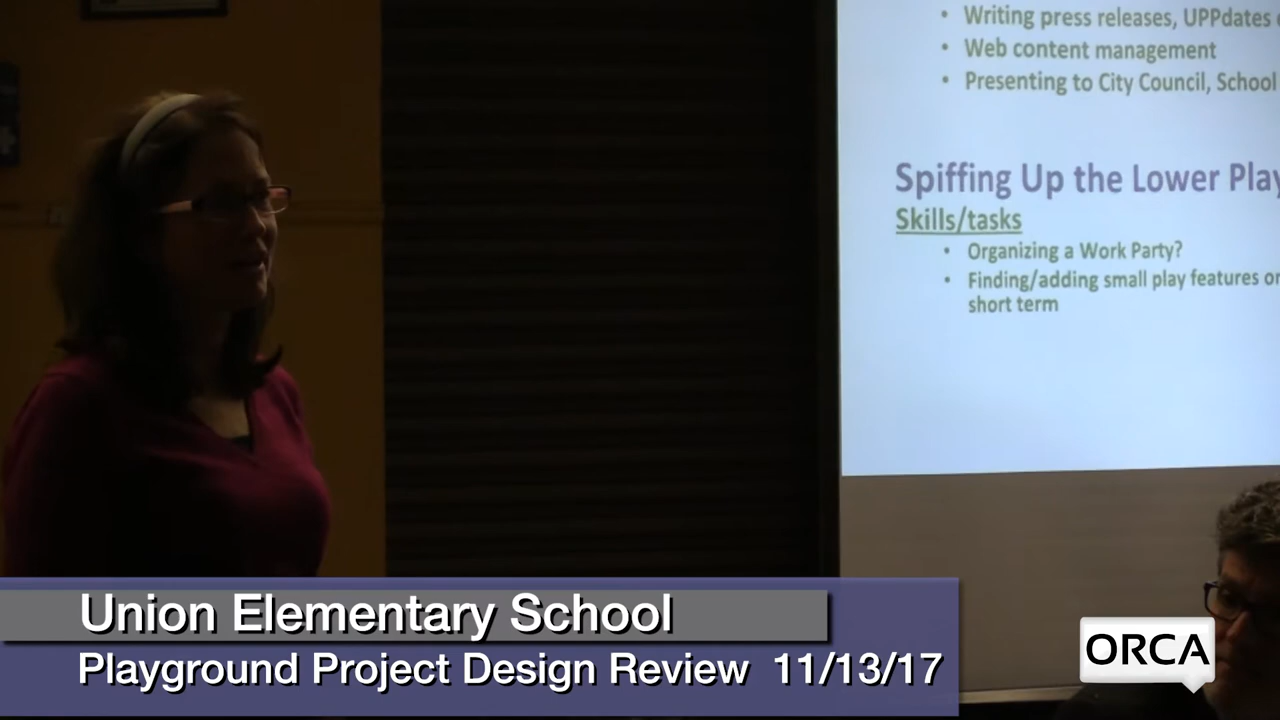 Writing press releases, UPPdates
Web content management
Presenting to City Council, School
Spiffing Up the Lower Play
Skills/tasks
Organizing a Work Party?
Finding/adding small play features or
short term
Union Elementary School
Playground Project Design Review 11/13/17
ORCA